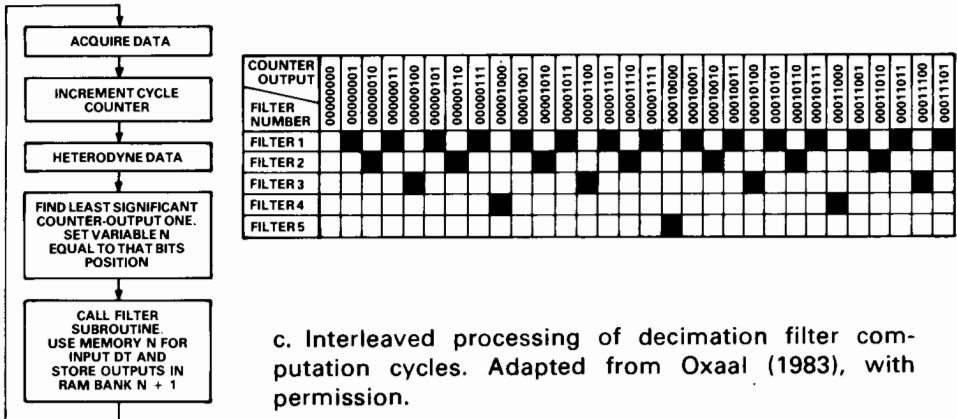 ACQUIRE DATA
INCREMENT CYCLE
COUNTER
HETERODYNE DATA
FIND LEAST SIGNIFICANT
COUNTER-OUTPUT ONE.
SET VARIABLE N
EQUAL TO THAT BITS
POSITION
CALL FILTER
SUBROUTINE.
USE MEMORY N FOR
INPUT DT AND
STORE OUTPUTS IN
RAM BANK N + 1
COUNTER
OUTPUT
FILTER
NUMBER
00000000
00000001
00000010
00000011
00000100
00000101
00000110
00000111
00001000
00001001
00001010
00001011
00001100
00001101
00001110
00001111
00010000
00010001
00010010
00010011
00010100
00010101
00010110
00010111
00011000
00011001
00011010
00011011
00011100
00011101
FILTER 1
FILTER 2
FILTER 3
FILTER 4
FILTER 5
c. Interleaved processing of decimation filter com-
putation cycles. Adapted from Oxaal (1983), with
permission.